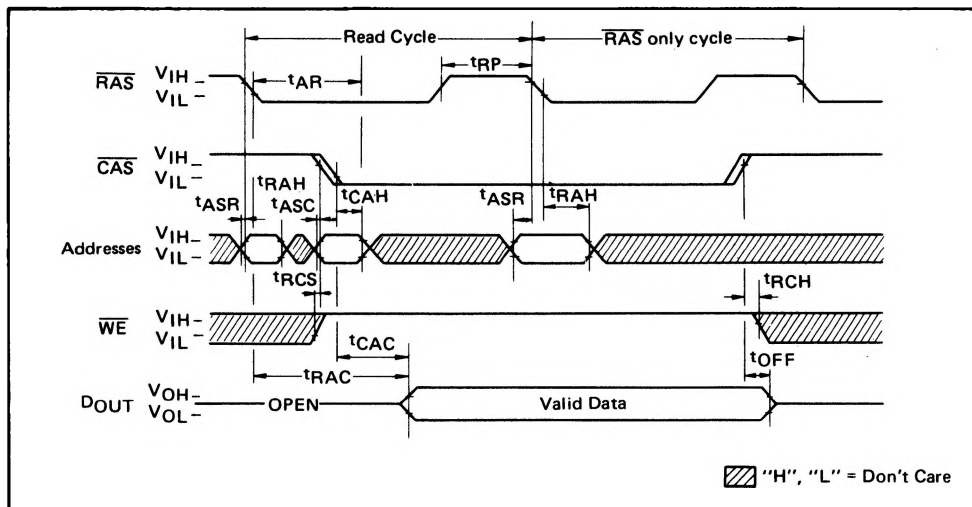 Read Cycle
RAS only cycle
RAS
VIH
VIL
tAR
tRP
CAS
VIH
VIL
tRAH
tASR
tASC
tCAH
tASR
tRAH
Addresses
VIH
VIL
tRCS
tRCH
WE
VIH
VIL
tCAC
tRAC
tOFF
DOUT
VOH
VOL
OPEN
Valid Data
"H", "L" = Don't Care